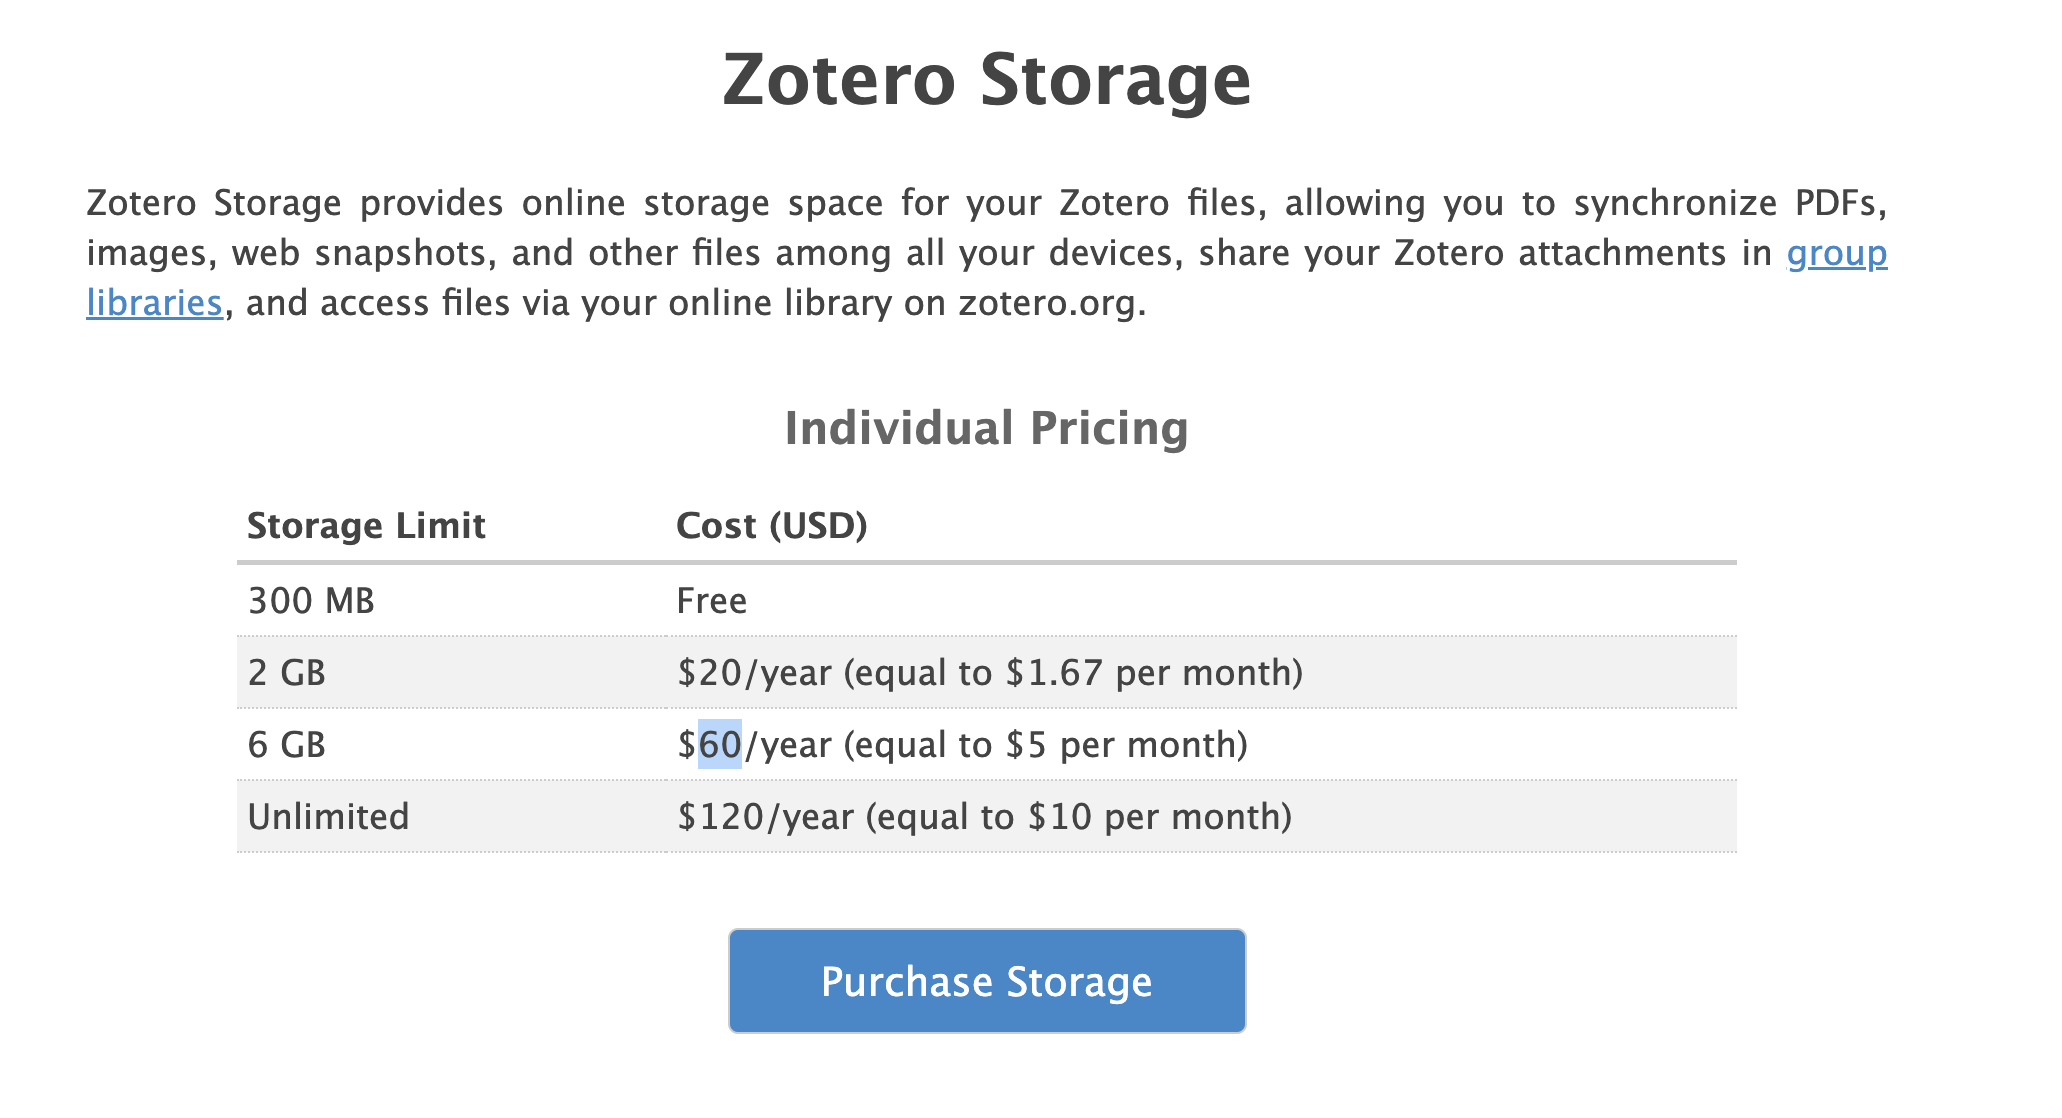 Zotero Storage
Zotero Storage provides online storage space for your Zotero files, allowing you to synchronize PDFs,
images, web snapshots, and other files among all your devices, share your Zotero attachments in group
libraries, and access files via your online library on zotero.org.
Individual Pricing
Storage Limit Cost (USD)
300 MB Free
2 GB $20/year (equal to $1.67 per month)
6 GB $60/year (equal to $5 per month)
Unlimited $120/year (equal to $10 per month)
Purchase Storage